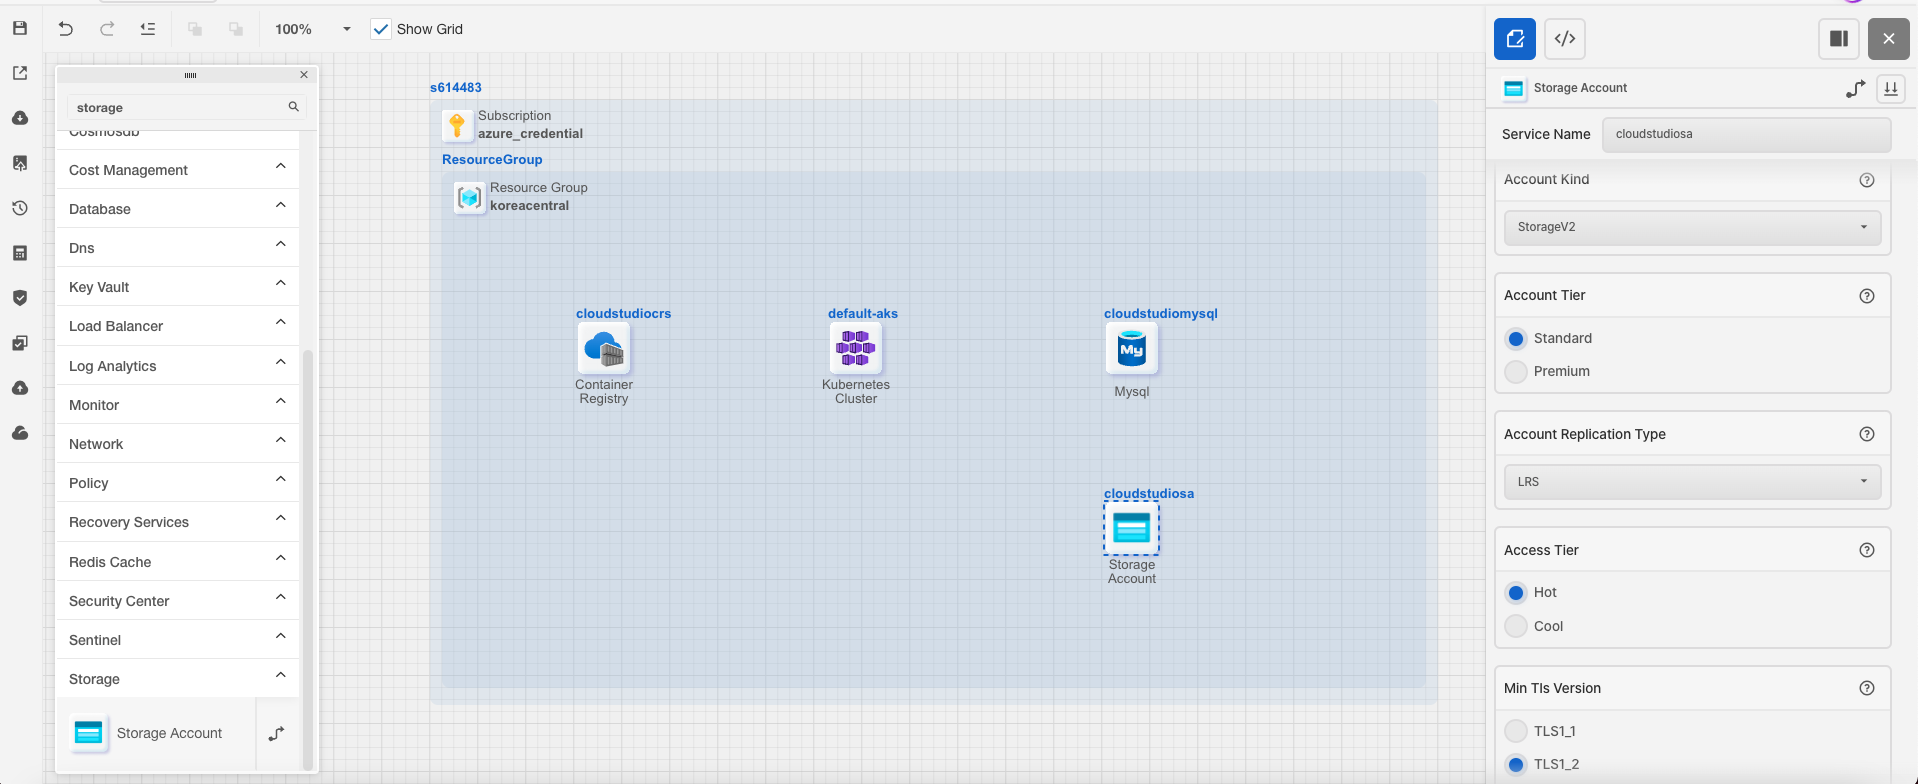 100%
Show Grid
storage
Cosmosdb
Cost Management
Database
Dns
Key Vault
Load Balancer
Log Analytics
Monitor
Network
Policy
Recovery Services
Redis Cache
Security Center
Sentinel
Storage
Storage Account
s614483
Subscription
azure_credential
ResourceGroup
Resource Group
koreacentral
cloudstudiocrs
Container
Registry
default-aks
Kubernetes
Cluster
cloudstudiomysql
My
Mysql
cloudstudiosa
Storage
Account
</>
Storage Account
Service Name
cloudstudiosa
Account Kind
StorageV2
Account Tier
Standard
Premium
Account Replication Type
LRS
Access Tier
Hot
Cool
Min Tls Version
TLS1_1
TLS1_2